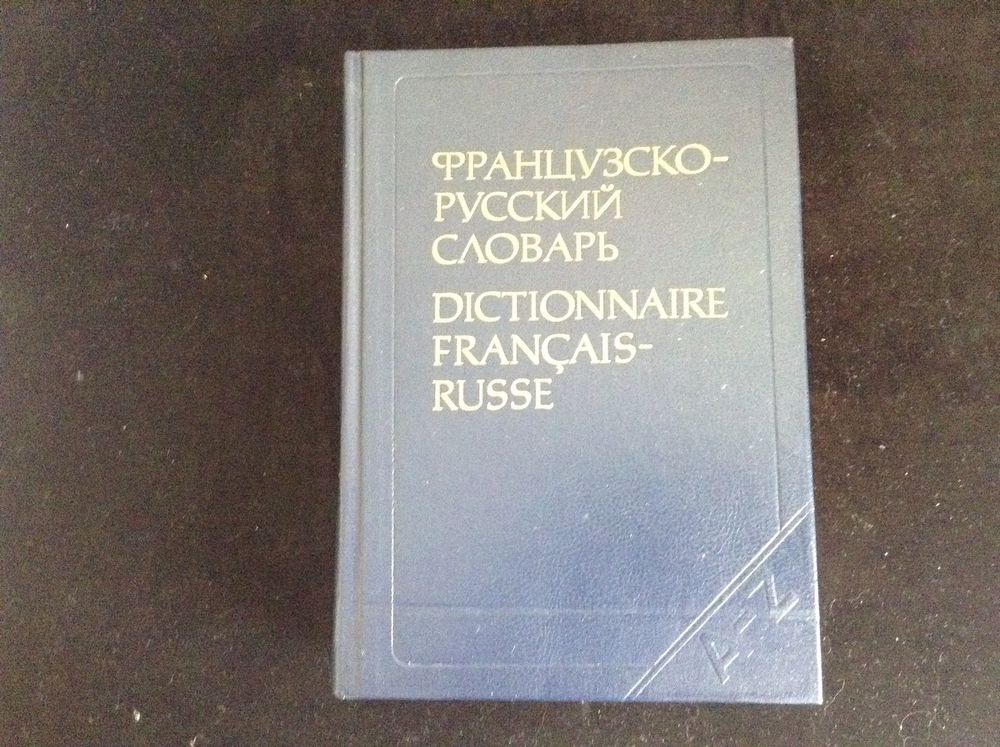 ФРАНЦУЗСКО-
РУССКИЙ
СЛОВАРЬ
DICTIONNAIRE
FRANÇAIS-
RUSSE
A-Z